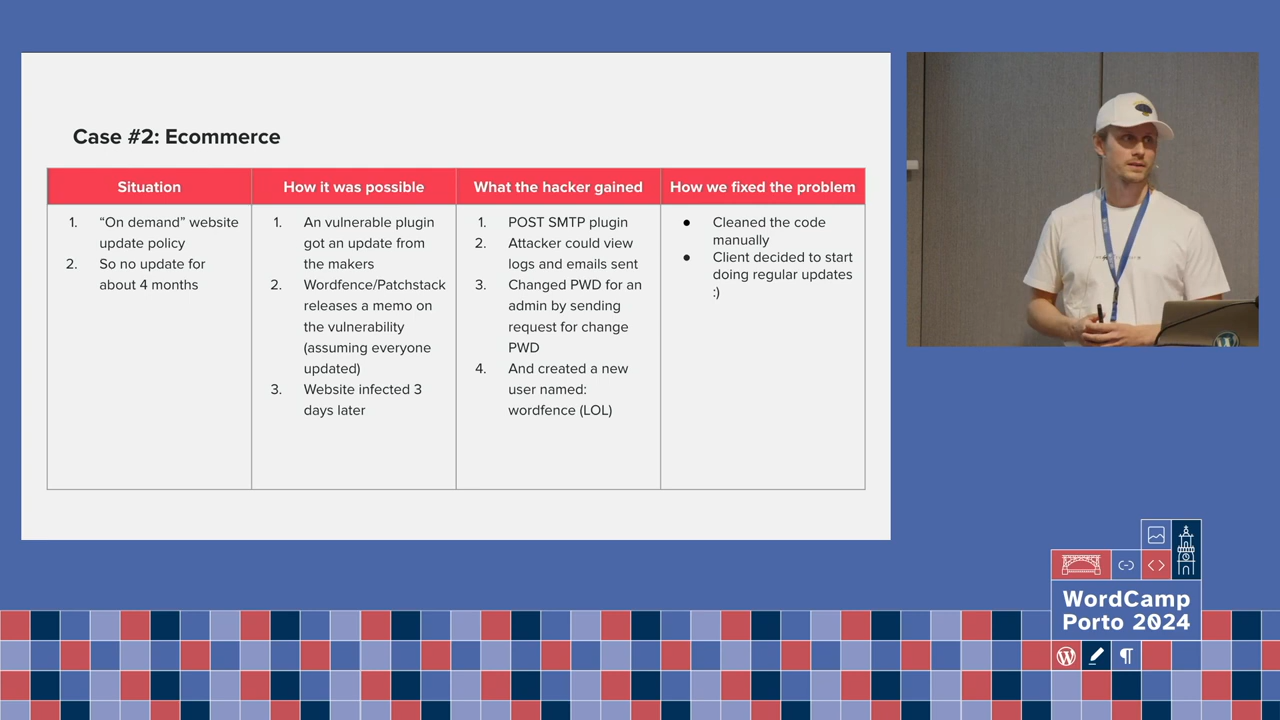 Case #2: Ecommerce
Situation
How it was possible
What the hacker gained
How we fixed the problem
1. “On demand” website
update policy
2. So no update for
about 4 months
1. An vulnerable plugin
got an update from
the makers
2. Wordfence/Patchstack
releases a memo on
the vulnerability
(assuming everyone
updated)
3. Website infected 3
days later
1. POST SMTP plugin
2. Attacker could view
logs and emails sent
3. Changed PWD for an
admin by sending
request for change
PWD
4. And created a new
user named:
wordfence (LOL)
● Cleaned the code
manually
● Client decided to start
doing regular updates
:)
WordCamp
Porto 2024